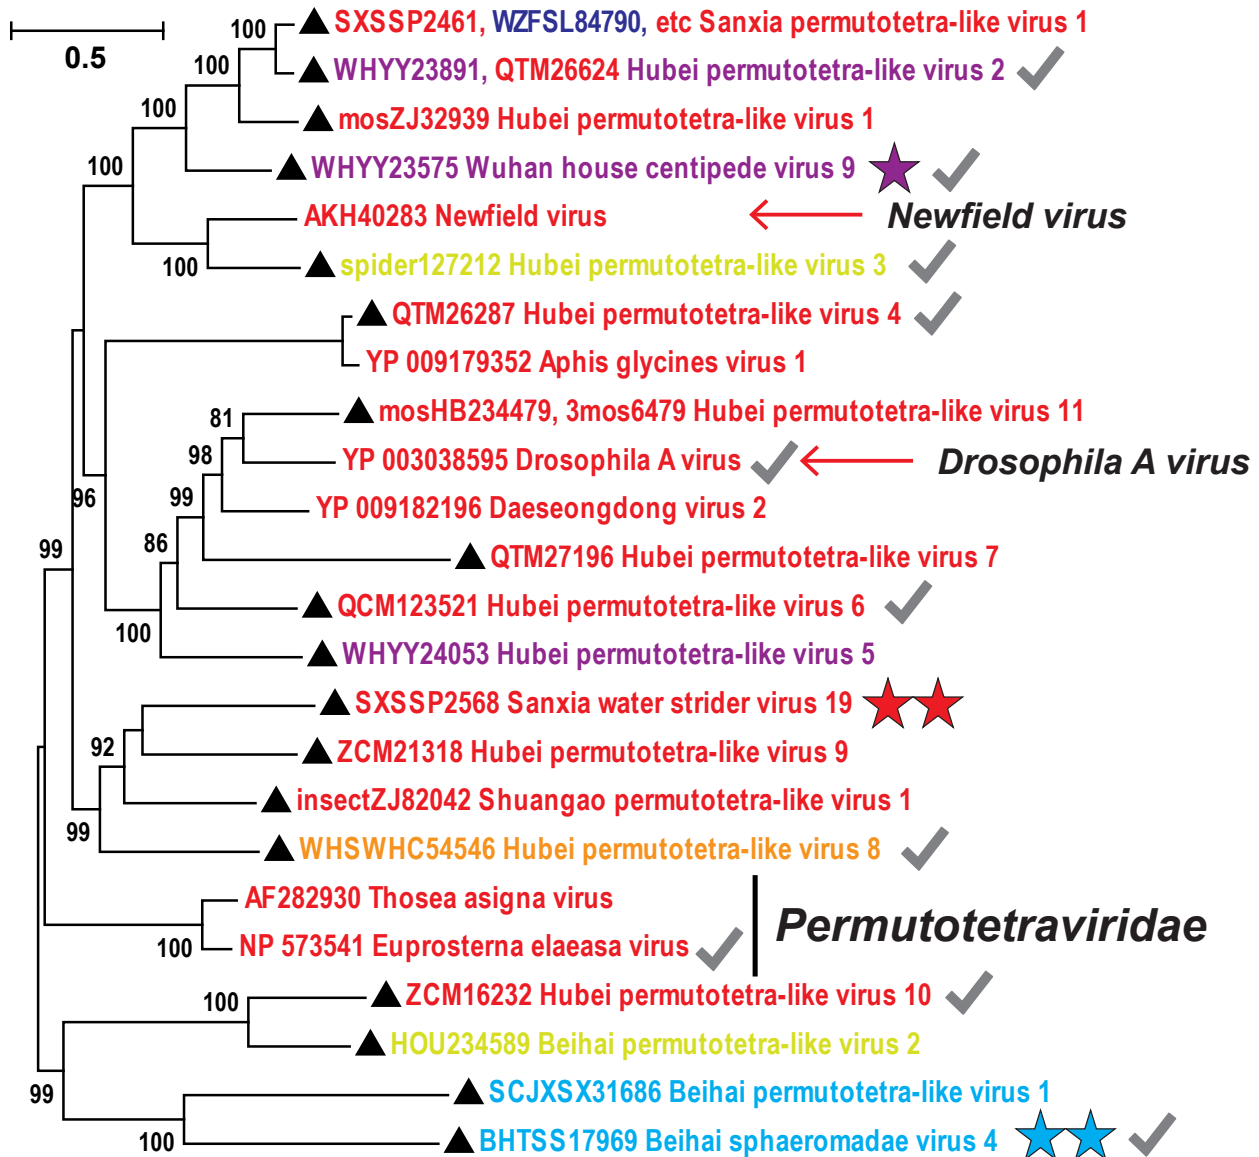 0.5
100
SXSSP2461, WZFSL84790, etc Sanxia permutotetra-like virus 1
100
WHYY23891, QTM26624 Hubei permutotetra-like virus 2
100
mosZJ32939 Hubei permutotetra-like virus 1
100
WHYY23575 Wuhan house centipede virus 9
AKH40283 Newfield virus
Newfield virus
100
spider127212 Hubei permutotetra-like virus 3
QTM26287 Hubei permutotetra-like virus 4
YP 009179352 Aphis glycines virus 1
81
mosHB234479, 3mos6479 Hubei permutotetra-like virus 11
98
YP 003038595 Drosophila A virus
Drosophila A virus
96
99
YP 009182196 Daeseongdong virus 2
99
86
QTM27196 Hubei permutotetra-like virus 7
QCM123521 Hubei permutotetra-like virus 6
100
WHYY24053 Hubei permutotetra-like virus 5
SXSSP2568 Sanxia water strider virus 19
92
ZCM21318 Hubei permutotetra-like virus 9
insectZJ82042 Shuangao permutotetra-like virus 1
99
WHSWHC54546 Hubei permutotetra-like virus 8
AF282930 Thosea asigna virus
Permutotetraviridae
100
NP 573541 Euprosterna elaeasa virus
100
ZCM16232 Hubei permutotetra-like virus 10
HOU234589 Beihai permutotetra-like virus 2
99
SCJXSX31686 Beihai permutotetra-like virus 1
100
BHTSS17969 Beihai sphaeromadae virus 4